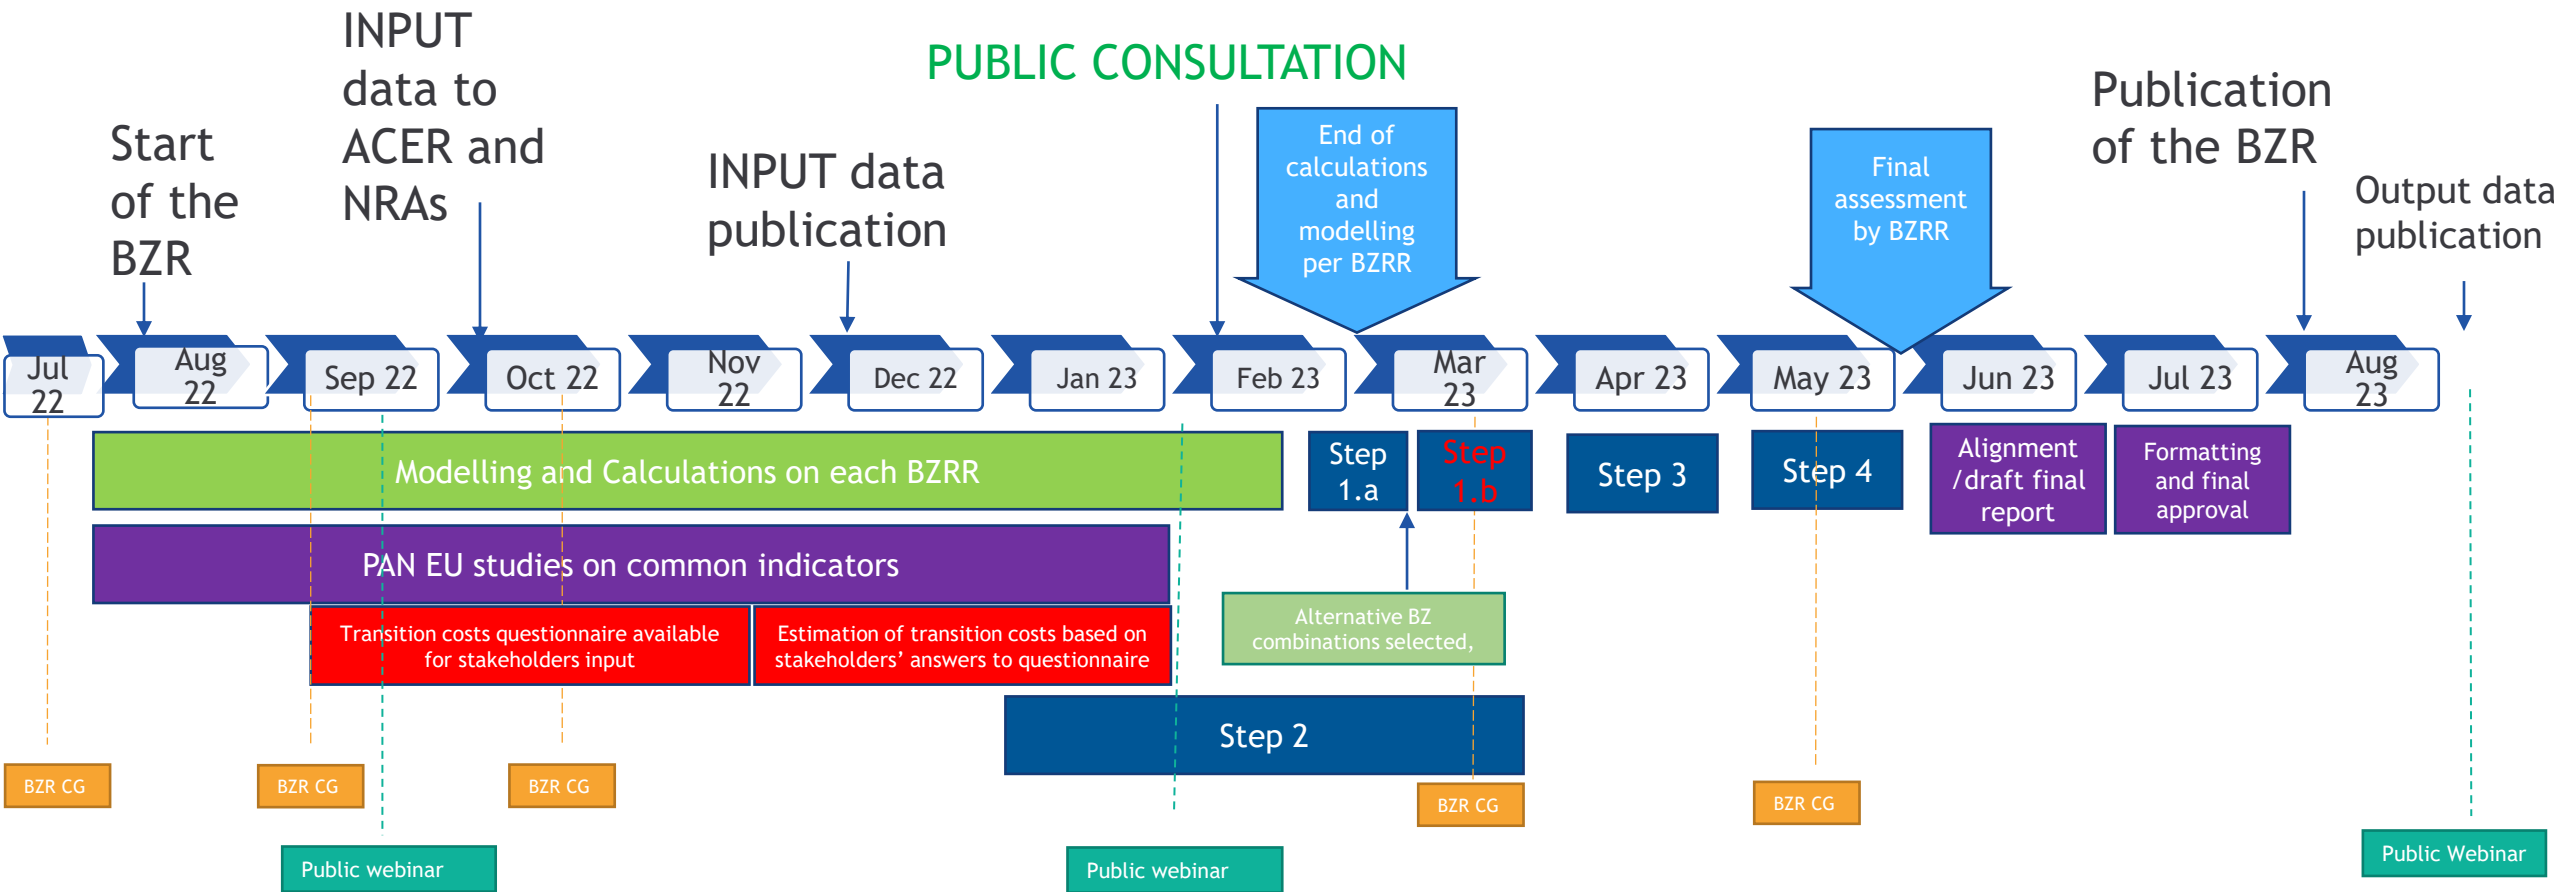 Start
of the
BZR
INPUT
data to
ACER and
NRAs
INPUT data
publication
PUBLIC CONSULTATION
End of
calculations
and
modelling
per BZRR
Final
assessment
by BZRR
Publication
of the BZR
Output data
publication
Jul
22
Aug
22
Sep 22
Oct 22
Nov
22
Dec 22
Jan 23
Feb 23
Mar
23
Apr 23
May 23
Jun 23
Jul 23
Aug
23
Modelling and Calculations on each BZRR
Step
1.a
Step
1.b
Step 3
Step 4
Alignment
/draft final
report
Formatting
and final
approval
PAN EU studies on common indicators
Transition costs questionnaire available
for stakeholders input
Estimation of transition costs based on
stakeholders’ answers to questionnaire
Alternative BZ
combinations selected,
Step 2
BZR CG
BZR CG
BZR CG
BZR CG
BZR CG
Public webinar
Public webinar
Public Webinar